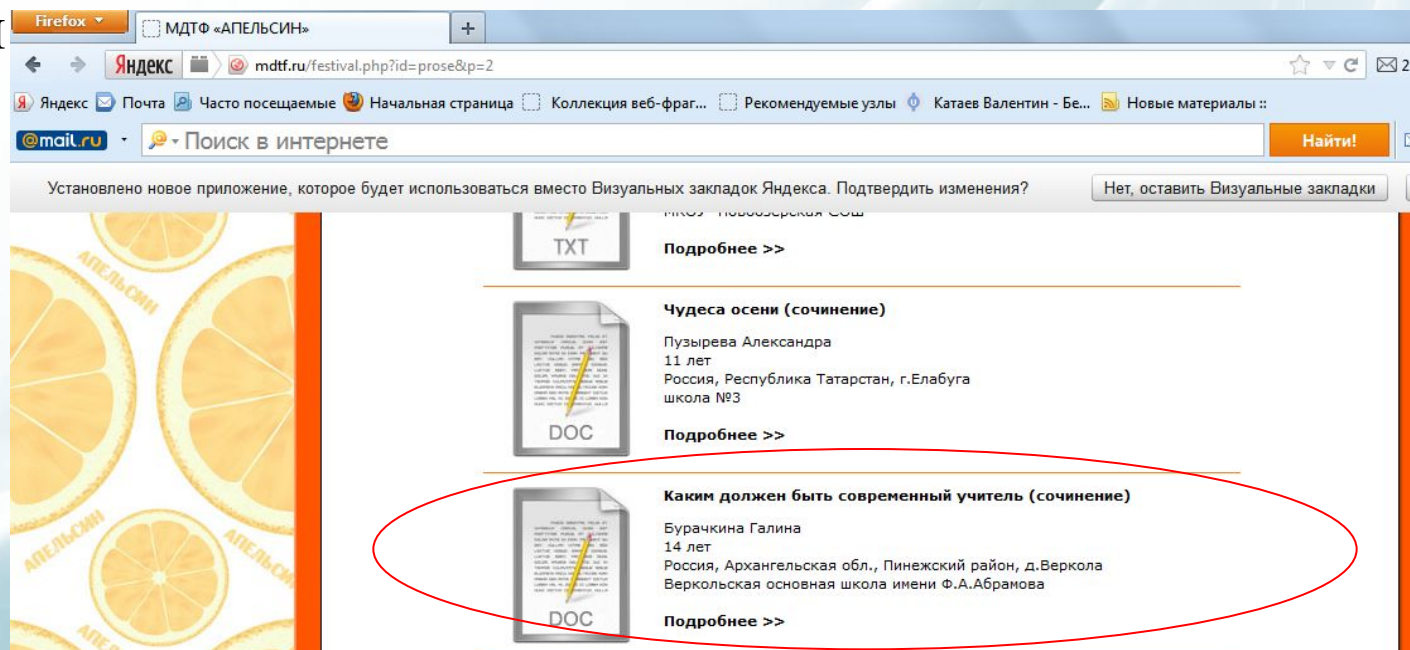 Firefox
МДТФ «АПЕЛЬСИН»
+
Яндекс mdtf.ru/festival.php?id=prose&p=2
2
Яндекс Почта Часто посещаемые Начальная страница Коллекция веб-фраг... Рекомендуемые узлы Катаев Валентин - Бе... Новые материалы ::
@mail.ru Поиск в интернете Найти!
Установлено новое приложение, которое будет использоваться вместо Визуальных закладок Яндекса. Подтвердить изменения? Нет, оставить Визуальные закладки
TXT
Подробнее >>
АПЕЛЬСИН
Чудеса осени (сочинение)
Пузырева Александра
11 лет
Россия, Республика Татарстан, г.Елабуга
школа №3
DOC
Подробнее >>
Каким должен быть современный учитель (сочинение)
Бурачкина Галина
14 лет
Россия, Архангельская обл., Пинежский район, д.Веркола
Веркольская основная школа имени Ф.А.Абрамова
DOC
Подробнее >>
АПЕЛЬСИН
АПЕЛЬСИН